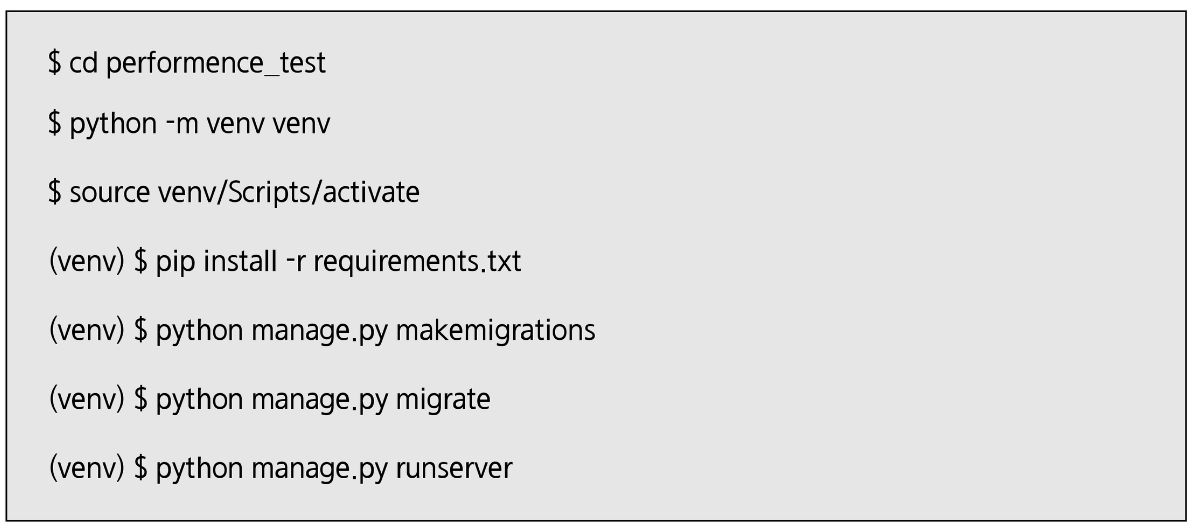 $ cd performence_test
$ python -m venv venv
$ source venv/Scripts/activate
(venv) $ pip install -r requirements.txt
(venv) $ python manage.py makemigrations
(venv) $ python manage.py migrate
(venv) $ python manage.py runserver